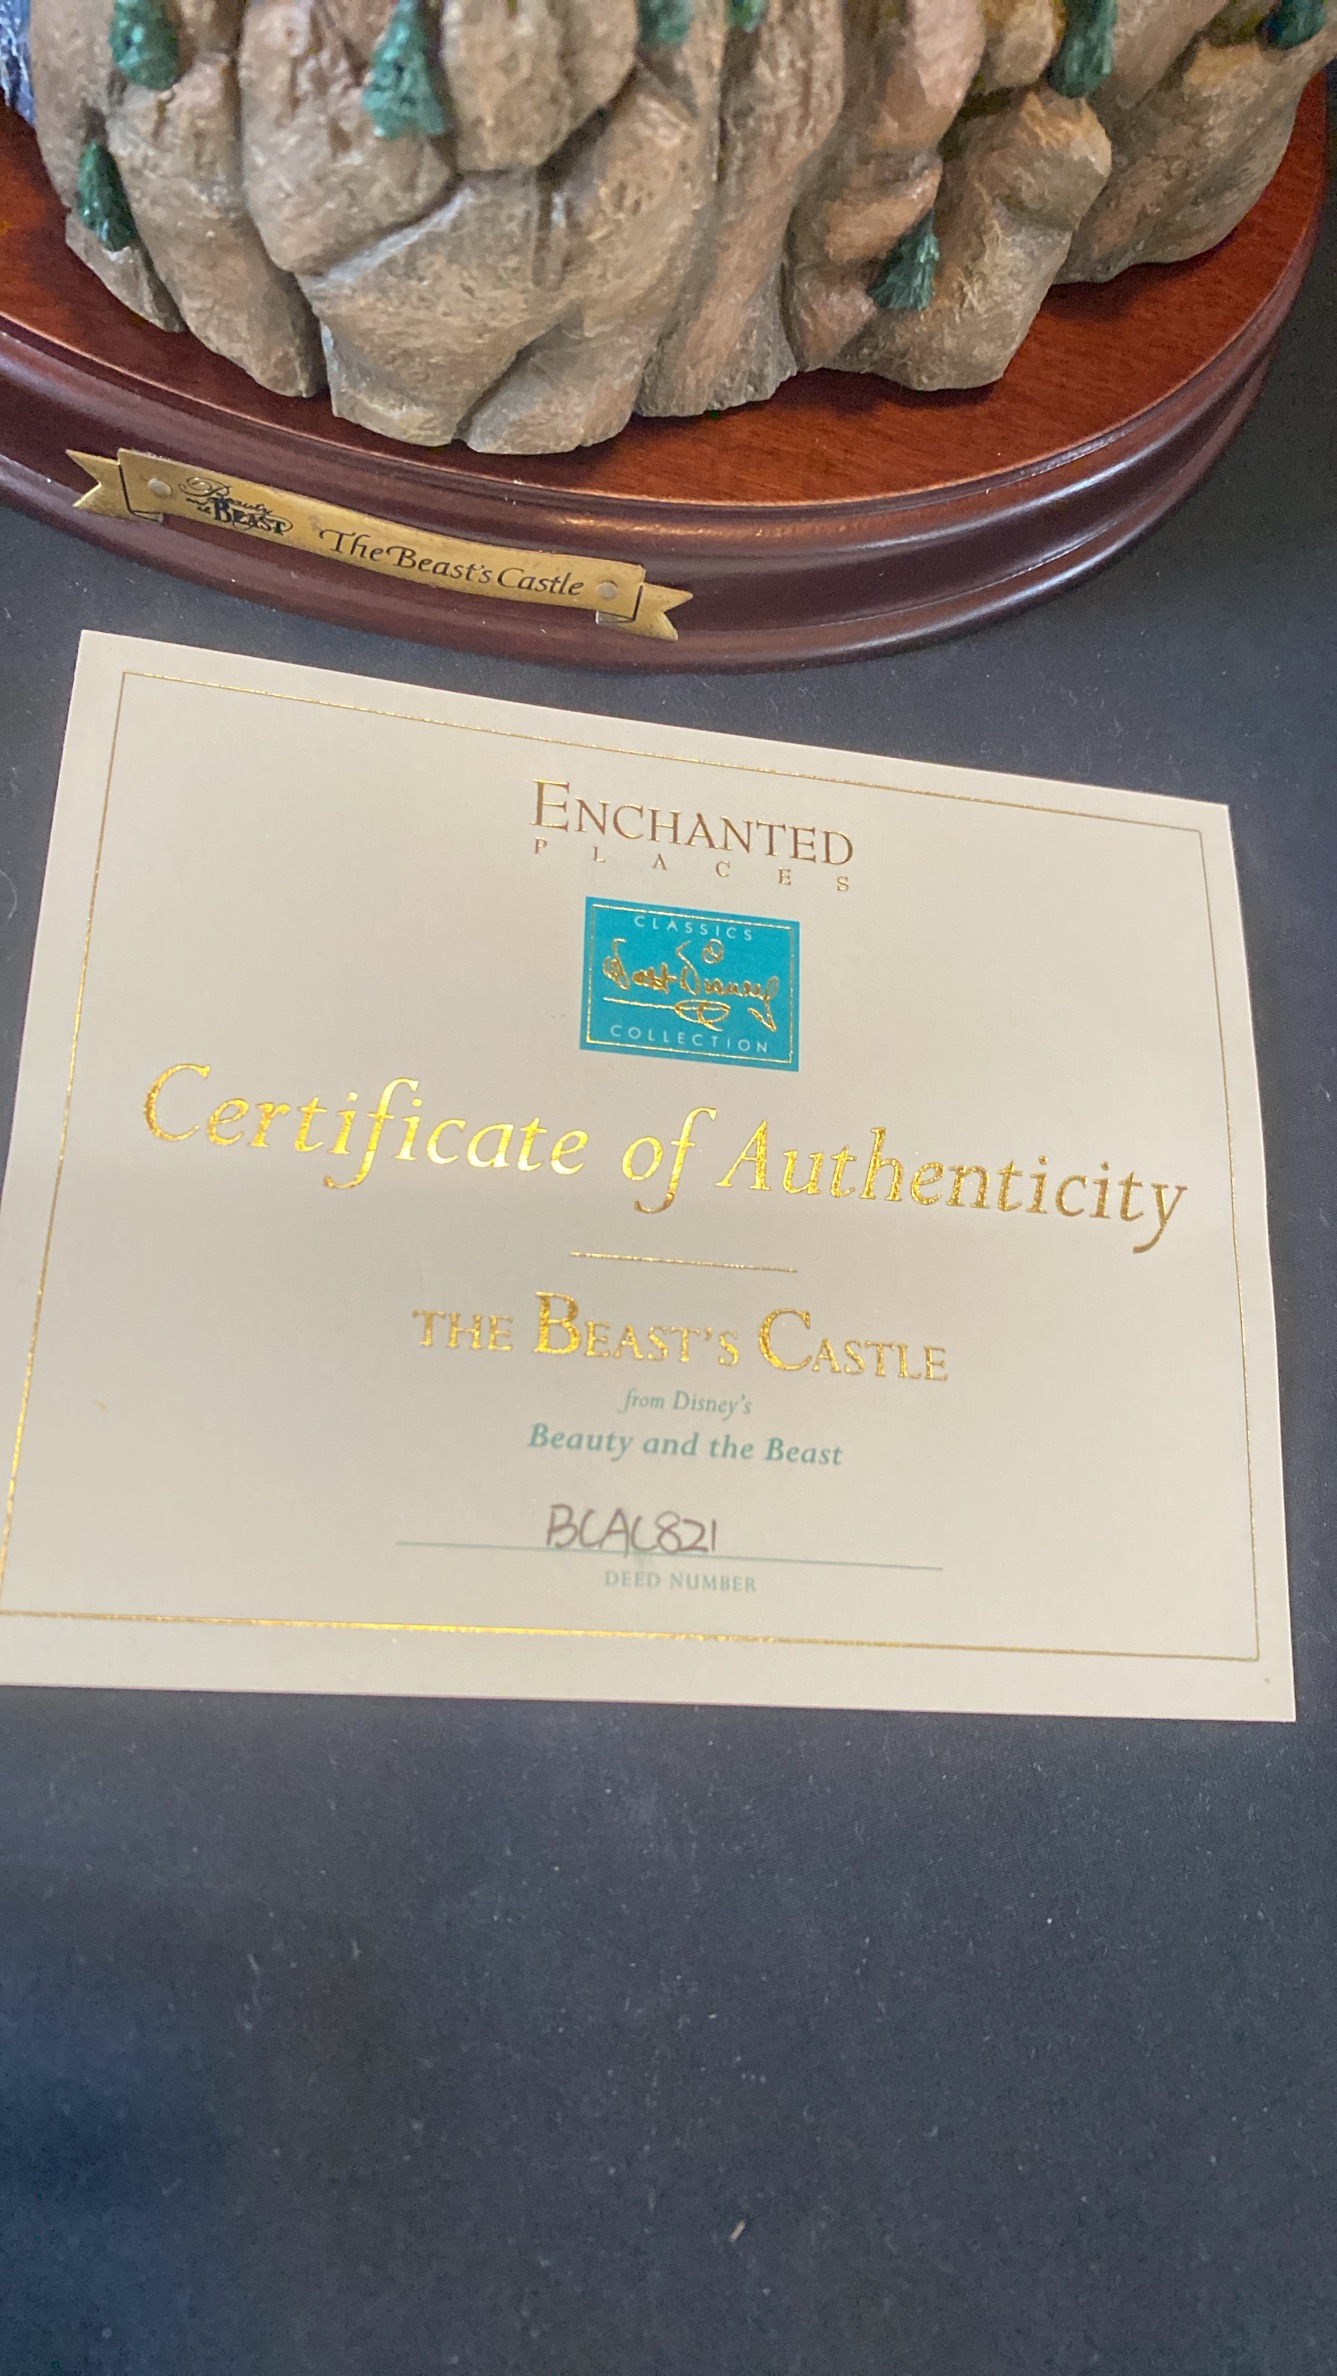 Beauty
and the
BEAST
The Beast's Castle
ENCHANTED
PLACES
CLASSICS
Walt Disney
COLLECTION
Certificate of Authenticity
THE BEAST'S CASTLE
from Disney's
Beauty and the Beast
BCAC821
DEED NUMBER